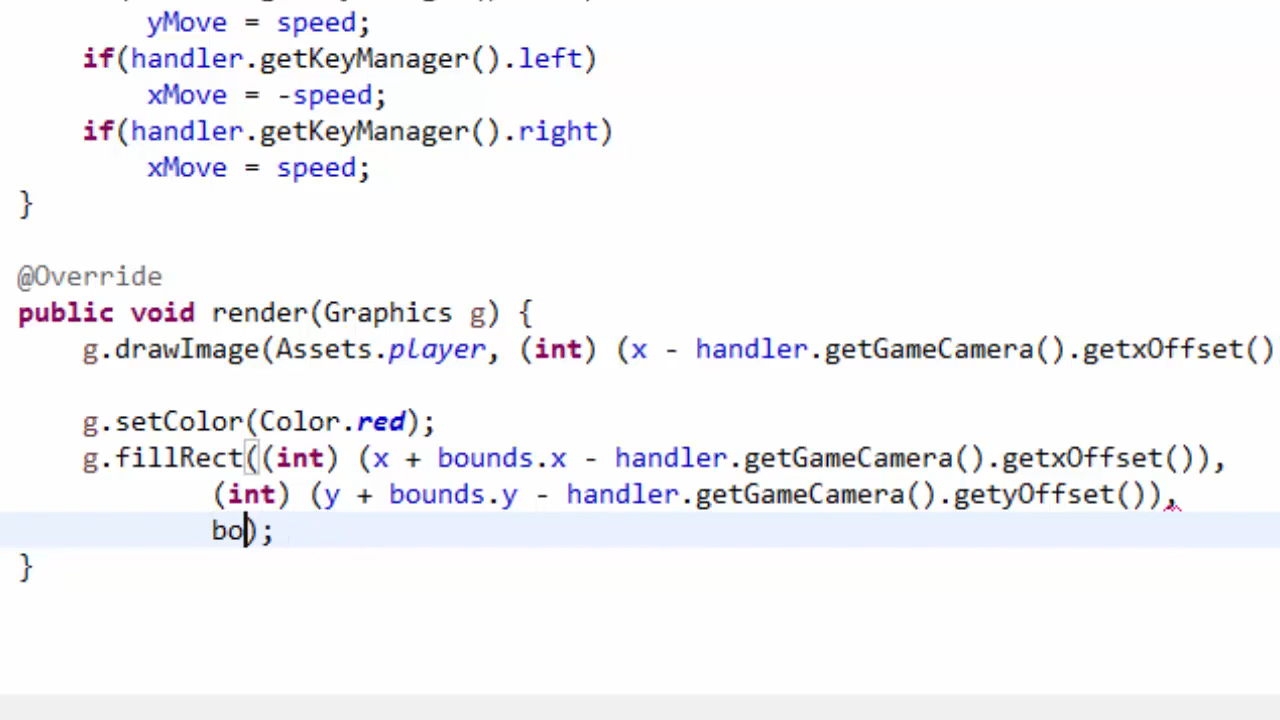 yMove = speed;
if(handler.getKeyManager().left)
xMove = -speed;
if(handler.getKeyManager().right)
xMove = speed;
}
@Override
public void render(Graphics g) {
g.drawImage(Assets.player, (int) (x - handler.getGameCamera().getxOffset()
g.setColor(Color.red);
g.fillRect((int) (x + bounds.x - handler.getGameCamera().getxOffset()),
(int) (y + bounds.y - handler.getGameCamera().getyOffset()),
bo);
}